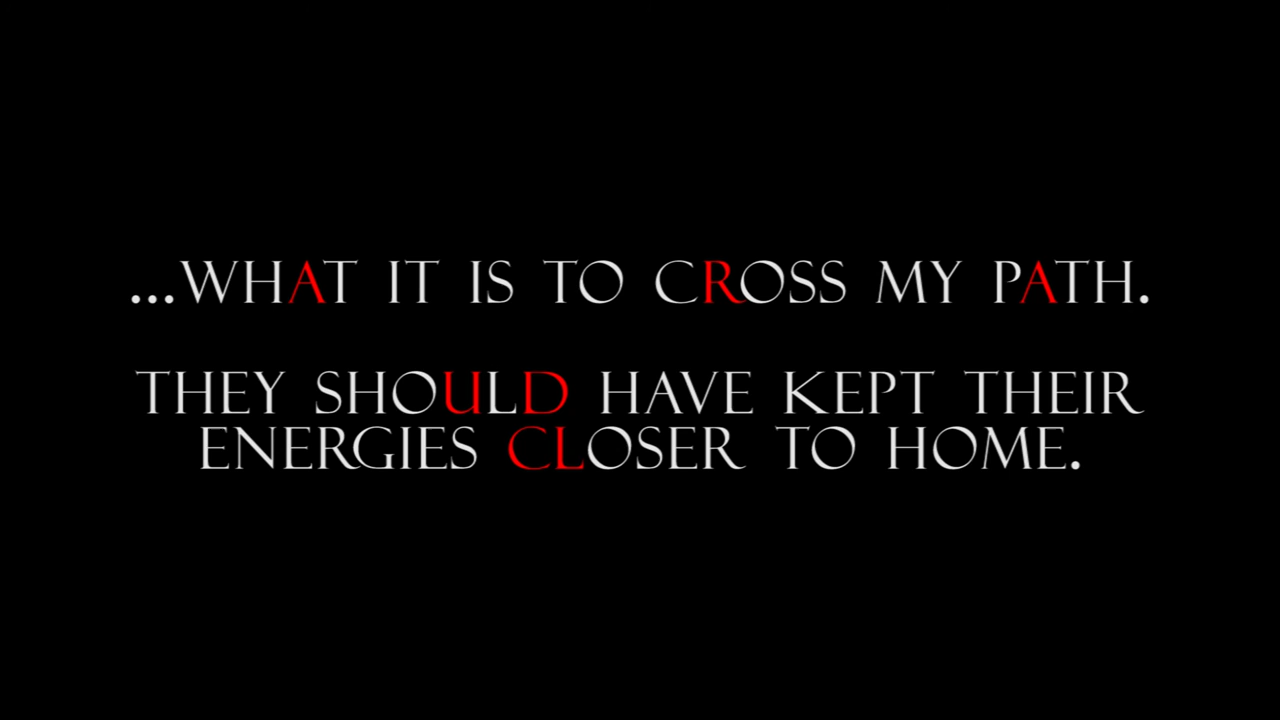 ...WHAT IT IS TO CROSS MY PATH.
THEY SHOULD HAVE KEPT THEIR
ENERGIES CLOSER TO HOME.